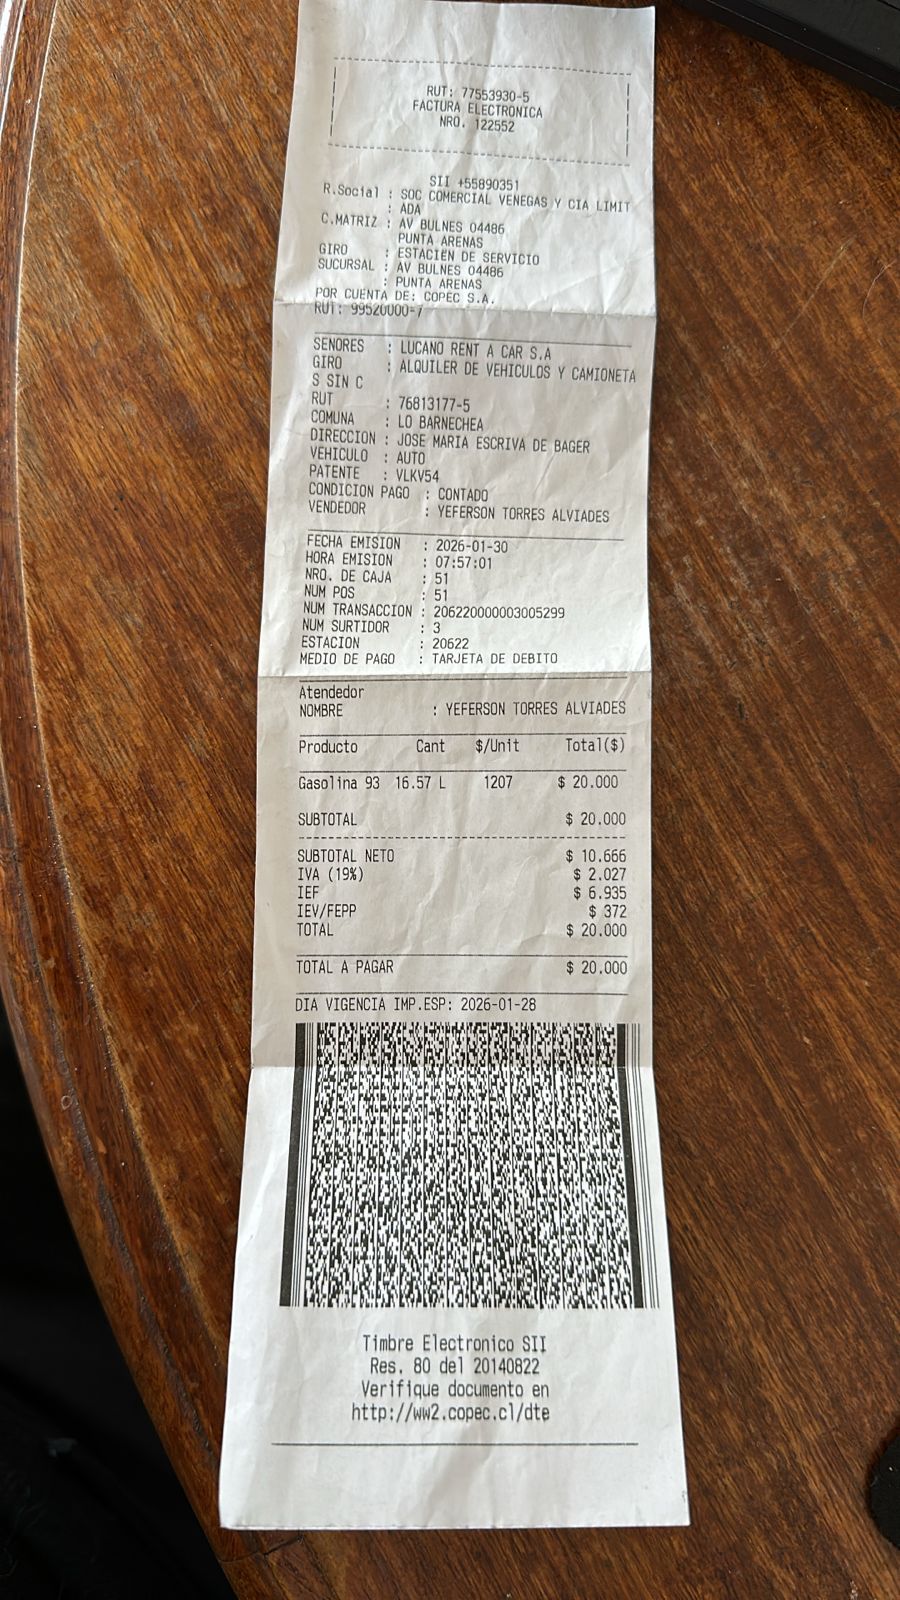 RUT: 77553930-5
FACTURA ELECTRONICA
NRO. 122552
SII +55890351
R.Social : SOC COMERCIAL VENEGAS Y CIA LIMIT
: ADA
C.MATRIZ : AV BULNES 04486
PUNTA ARENAS
GIRO : ESTACIEN DE SERVICIO
SUCURSAL : AV BULNES 04486
: PUNTA ARENAS
POR CUENTA DE: COPEC S.A.
RUT: 99520000-7
SENORES : LUCANO RENT A CAR S.A
GIRO : ALQUILER DE VEHICULOS Y CAMIONETA
S SIN C
RUT : 76813177-5
COMUNA : LO BARNECHEA
DIRECCION : JOSE MARIA ESCRIVA DE BAGER
VEHICULO : AUTO
PATENTE : VLKV54
CONDICION PAGO : CONTADO
VENDEDOR : YEFERSON TORRES ALVIADES
FECHA EMISION : 2026-01-30
HORA EMISION : 07:57:01
NRO. DE CAJA : 51
NUM POS : 51
NUM TRANSACCION : 206220000003005299
NUM SURTIDOR : 3
ESTACION : 20622
MEDIO DE PAGO : TARJETA DE DEBITO
Atendedor
NOMBRE : YEFERSON TORRES ALVIADES
Producto Cant $/Unit Total($)
Gasolina 93 16.57 L 1207 $ 20.000
SUBTOTAL $ 20.000
SUBTOTAL NETO $ 10.666
IVA (19%) $ 2.027
IEF $ 6.935
IEV/FEPP $ 372
TOTAL $ 20.000
TOTAL A PAGAR $ 20.000
DIA VIGENCIA IMP.ESP: 2026-01-28
Timbre Electronico SII
Res. 80 del 20140822
Verifique documento en
http://ww2.copec.cl/dte